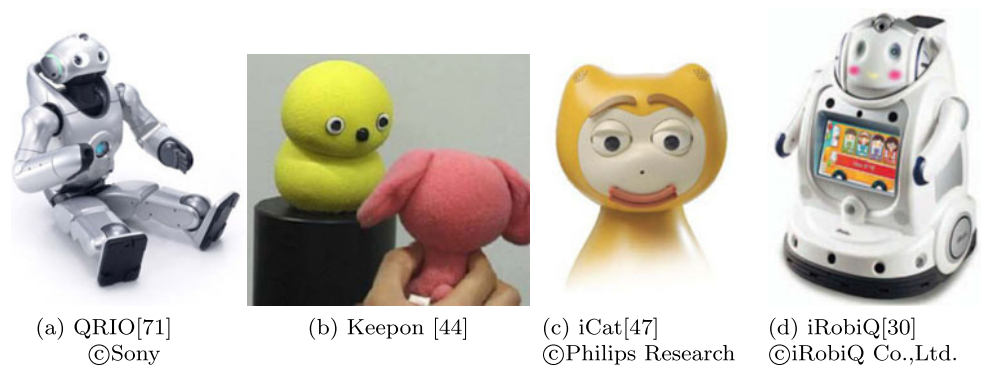 (a) QRIO[71]
©Sony
(b) Keepon [44]
(c) iCat[47]
©Philips Research
(d) iRobiQ[30]
©iRobiQ Co.,Ltd.